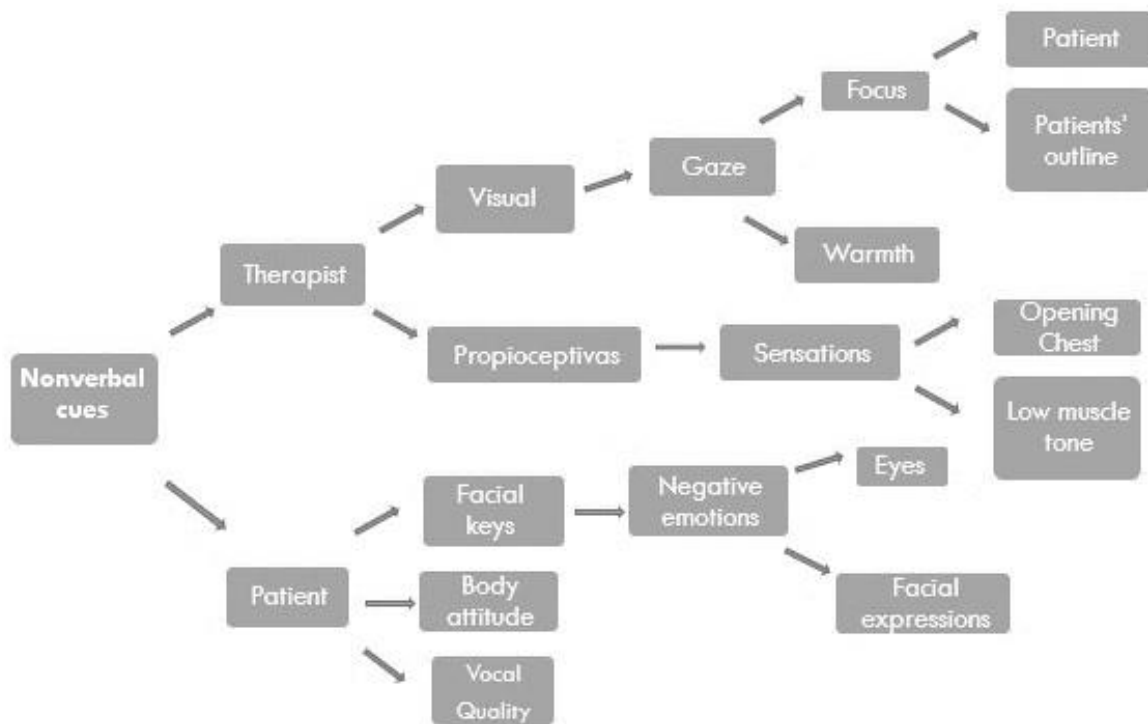 Nonverbal
cues
Therapist
Visual
Gaze
Focus
Patient
Patients'
outline
Warmth
Propioceptivas
Sensations
Opening
Chest
Low muscle
tone
Patient
Facial
keys
Negative
emotions
Eyes
Facial
expressions
Body
attitude
Vocal
Quality